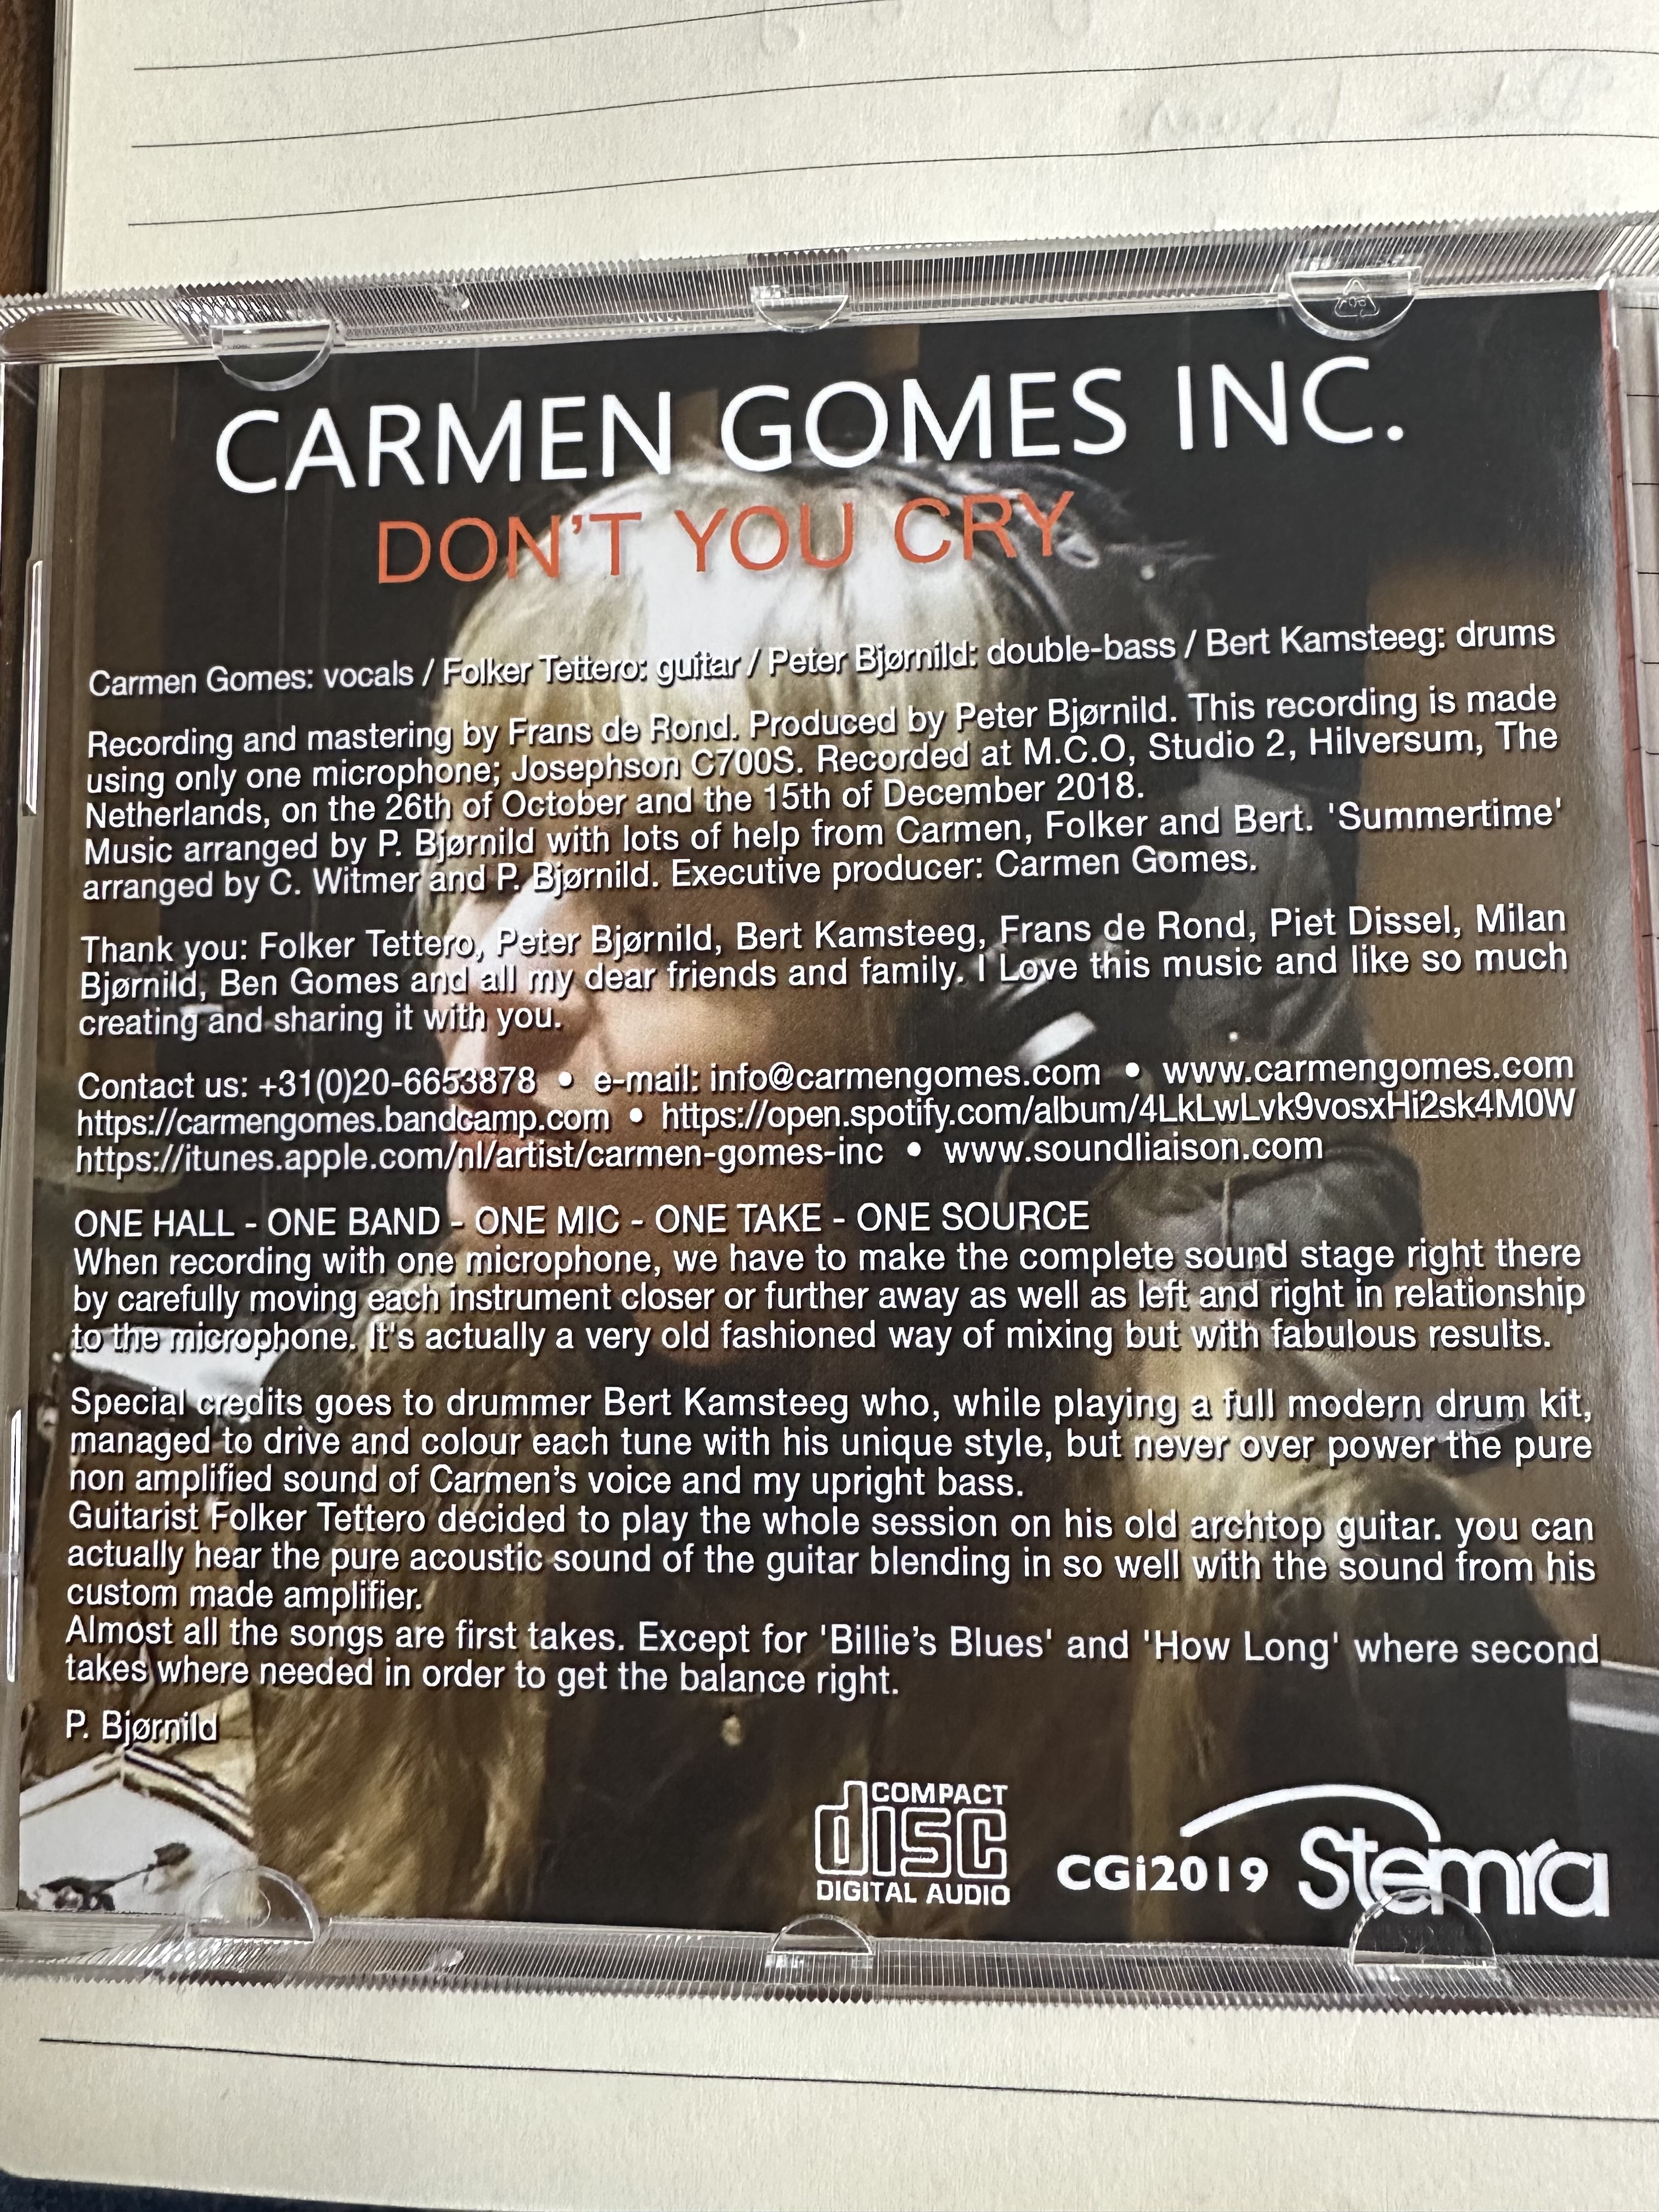 CARMEN GOMES INC.
DON'T YOU CRY
Carmen Gomes: vocals / Folker Tettero: guitar / Peter Bjørnild: double-bass / Bert Kamsteeg: drums
Recording and mastering by Frans de Rond. Produced by Peter Bjørnild. This recording is made
using only one microphone; Josephson C700S. Recorded at M.C.O, Studio 2, Hilversum, The
Netherlands, on the 26th of October and the 15th of December 2018.
Music arranged by P. Bjørnild with lots of help from Carmen, Folker and Bert. 'Summertime'
arranged by C. Witmer and P. Bjørnild. Executive producer: Carmen Gomes.
Thank you: Folker Tettero, Peter Bjørnild, Bert Kamsteeg, Frans de Rond, Piet Dissel, Milan
Bjørnild, Ben Gomes and all my dear friends and family. I Love this music and like so much
creating and sharing it with you.
Contact us: +31(0)20-6653878 • e-mail: info@carmengomes.com • www.carmengomes.com
https://carmengomes.bandcamp.com • https://open.spotify.com/album/4LkLwLvk9vosxHi2sk4M0W
https://itunes.apple.com/nl/artist/carmen-gomes-inc • www.soundliaison.com
ONE HALL - ONE BAND - ONE MIC - ONE TAKE - ONE SOURCE
When recording with one microphone, we have to make the complete sound stage right there
by carefully moving each instrument closer or further away as well as left and right in relationship
to the microphone. It's actually a very old fashioned way of mixing but with fabulous results.
Special credits goes to drummer Bert Kamsteeg who, while playing a full modern drum kit,
managed to drive and colour each tune with his unique style, but never over power the pure
non amplified sound of Carmen's voice and my upright bass.
Guitarist Folker Tettero decided to play the whole session on his old archtop guitar. you can
actually hear the pure acoustic sound of the guitar blending in so well with the sound from his
custom made amplifier.
Almost all the songs are first takes. Except for 'Billie's Blues' and 'How Long' where second
takes where needed in order to get the balance right.
P. Bjørnild
COMPACT
disc
DIGITAL AUDIO
CGi2019
Stemra